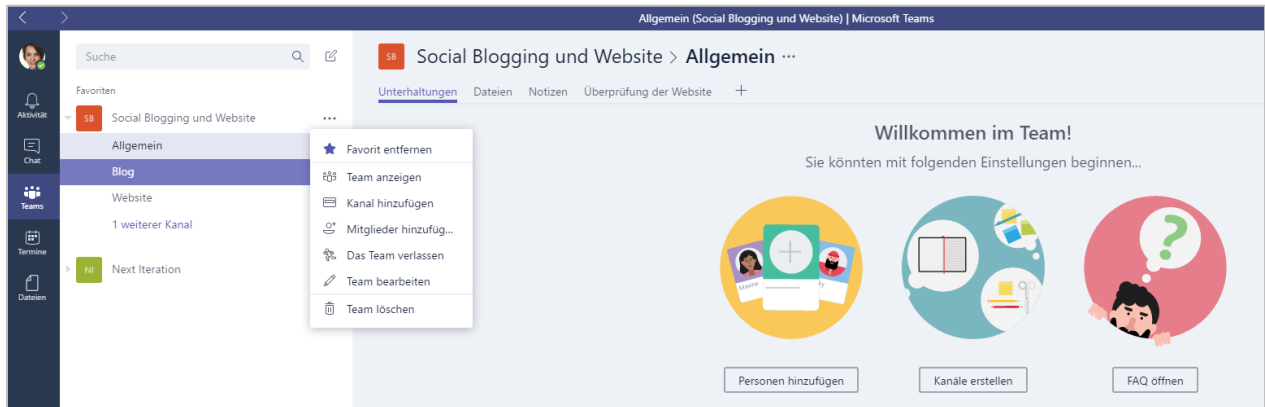 Allgemein (Social Blogging und Website) | Microsoft Teams
Suche
SB Social Blogging und Website > Allgemein ...
Favoriten
Unterhaltungen Dateien Notizen Überprüfung der Website +
Aktivität
Chat
Teams
Termine
Dateien
SB Social Blogging und Website ...
Allgemein
Blog
Website
1 weiterer Kanal
NI Next Iteration
Favorit entfernen
Team anzeigen
Kanal hinzufügen
Mitglieder hinzufüg...
Das Team verlassen
Team bearbeiten
Team löschen
Willkommen im Team!
Sie könnten mit folgenden Einstellungen beginnen...
Maxine
Personen hinzufügen
Kanäle erstellen
FAQ öffnen